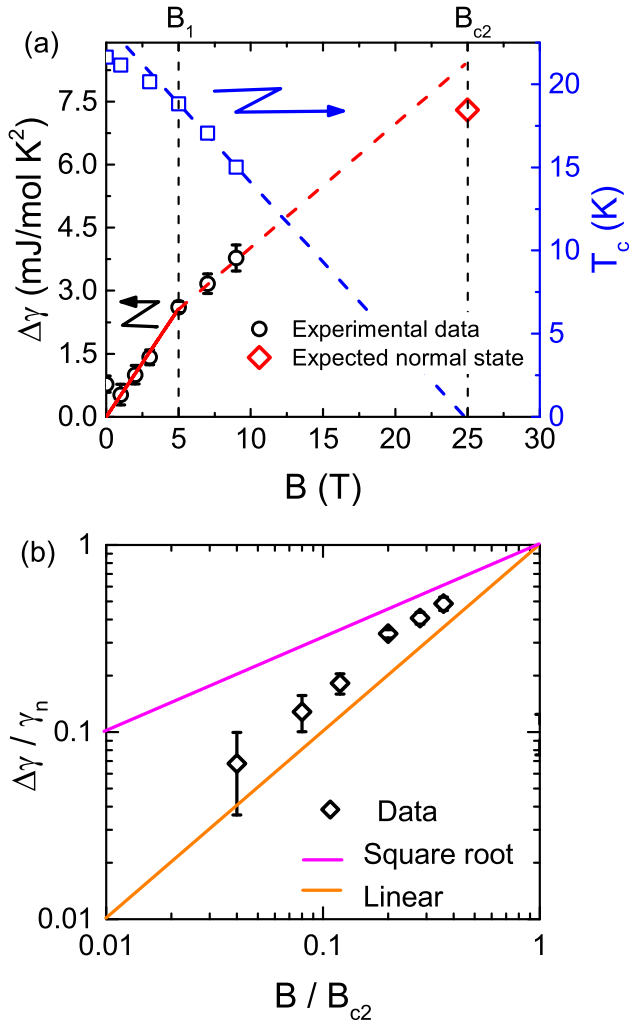 B1 Bc2
(a)
7.5
6.0
4.5
3.0
1.5
0.0
Δγ (mJ/mol K2)
20
15
10
5
0
Tc (K)
Experimental data
Expected normal state
0 5 10 15 20 25 30
B (T)
(b)
1
0.1
0.01
Δγ / γn
Data
Square root
Linear
0.01 0.1 1
B / Bc2